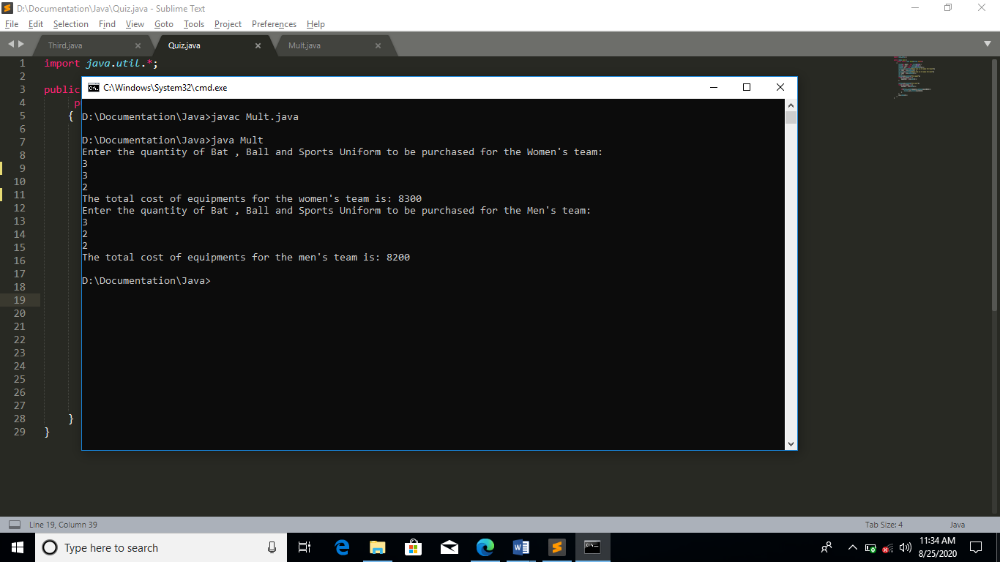 D:\Documentation\Java\Quiz.java - Sublime Text
File Edit Selection Find View Goto Tools Project Preferences Help
Third.java Quiz.java Mult.java
1 import java.util.*;
2
3 public
4 p
5 {
6
7
8
9
10
11
12
13
14
15
16
17
18
19
20
21
22
23
24
25
26
27
28 }
29 }
C:\Windows\System32\cmd.exe
D:\Documentation\Java>javac Mult.java
D:\Documentation\Java>java Mult
Enter the quantity of Bat , Ball and Sports Uniform to be purchased for the Women's team:
3
3
2
The total cost of equipments for the women's team is: 8300
Enter the quantity of Bat , Ball and Sports Uniform to be purchased for the Men's team:
3
2
2
The total cost of equipments for the men's team is: 8200
D:\Documentation\Java>
Line 19, Column 39 Tab Size: 4 Java
Type here to search
11:34 AM
8/25/2020